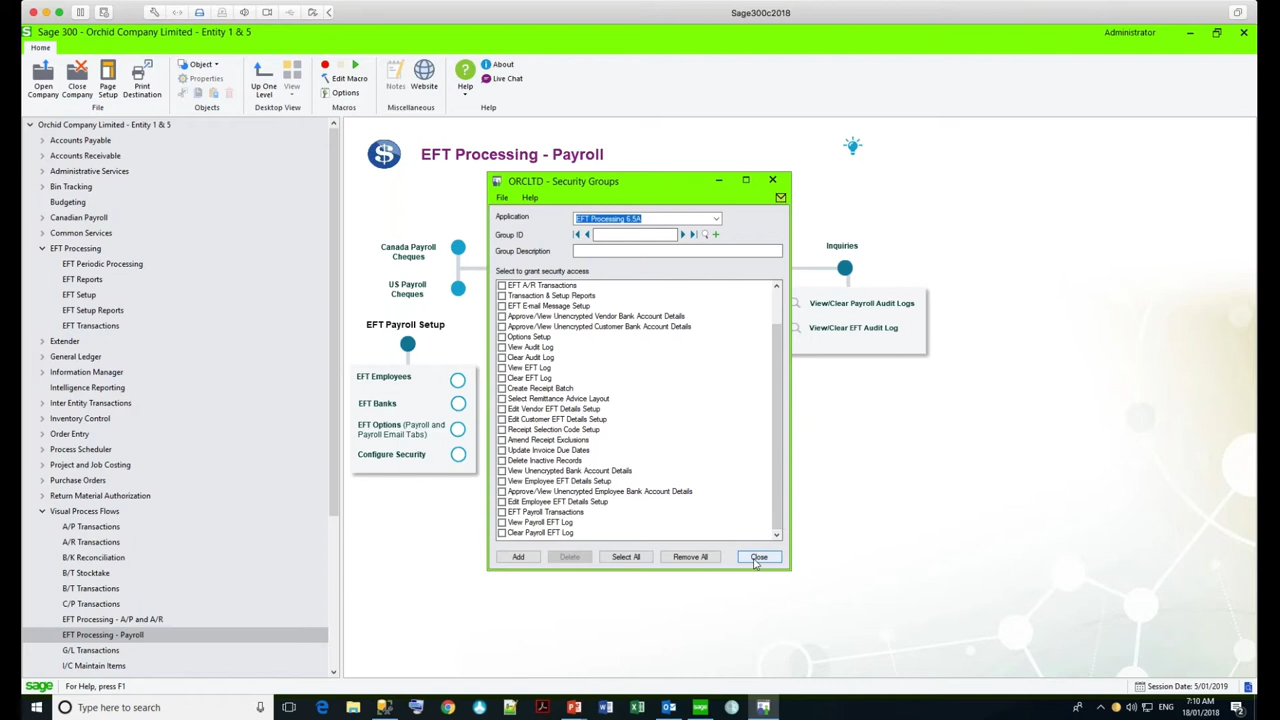 Sage300c2018
Sage 300 - Orchid Company Limited - Entity 1 & 5
Administrator
Home
Open Company
Close Company
Page Setup
Print Destination
File
Object
Properties
Objects
Up One Level
View
Desktop View
Edit Macro
Options
Macros
Notes
Website
Miscellaneous
Help
About
Live Chat
Help
Orchid Company Limited - Entity 1 & 5
Accounts Payable
Accounts Receivable
Administrative Services
Bin Tracking
Budgeting
Canadian Payroll
Common Services
EFT Processing
EFT Periodic Processing
EFT Reports
EFT Setup
EFT Setup Reports
EFT Transactions
Extender
General Ledger
Information Manager
Intelligence Reporting
Inter Entity Transactions
Inventory Control
Order Entry
Process Scheduler
Project and Job Costing
Purchase Orders
Return Material Authorization
Visual Process Flows
A/P Transactions
A/R Transactions
B/K Reconciliation
B/T Stocktake
B/T Transactions
C/P Transactions
EFT Processing - A/P and A/R
EFT Processing - Payroll
G/L Transactions
I/C Maintain Items
EFT Processing - Payroll
Canada Payroll Cheques
US Payroll Cheques
EFT Payroll Setup
EFT Employees
EFT Banks
EFT Options (Payroll and Payroll Email Tabs)
Configure Security
ORCLTD - Security Groups
File Help
Application EFT Processing 6.5A
Group ID
Group Description
Select to grant security access
EFT A/R Transactions
Transaction & Setup Reports
EFT E-mail Message Setup
Approve/View Unencrypted Vendor Bank Account Details
Approve/View Unencrypted Customer Bank Account Details
Options Setup
View Audit Log
Clear Audit Log
View EFT Log
Clear EFT Log
Create Receipt Batch
Select Remittance Advice Layout
Edit Vendor EFT Details Setup
Edit Customer EFT Details Setup
Receipt Selection Code Setup
Amend Receipt Exclusions
Update Invoice Due Dates
Delete Inactive Records
View Unencrypted Bank Account Details
View Employee EFT Details Setup
Approve/View Unencrypted Employee Bank Account Details
Edit Employee EFT Details Setup
EFT Payroll Transactions
View Payroll EFT Log
Clear Payroll EFT Log
Add Delete Select All Remove All Close
Inquiries
View/Clear Payroll Audit Logs
View/Clear EFT Audit Log
sage For Help, press F1
Session Date: 5/01/2019
Type here to search
sage
ENG
7:10 AM
18/01/2018
2